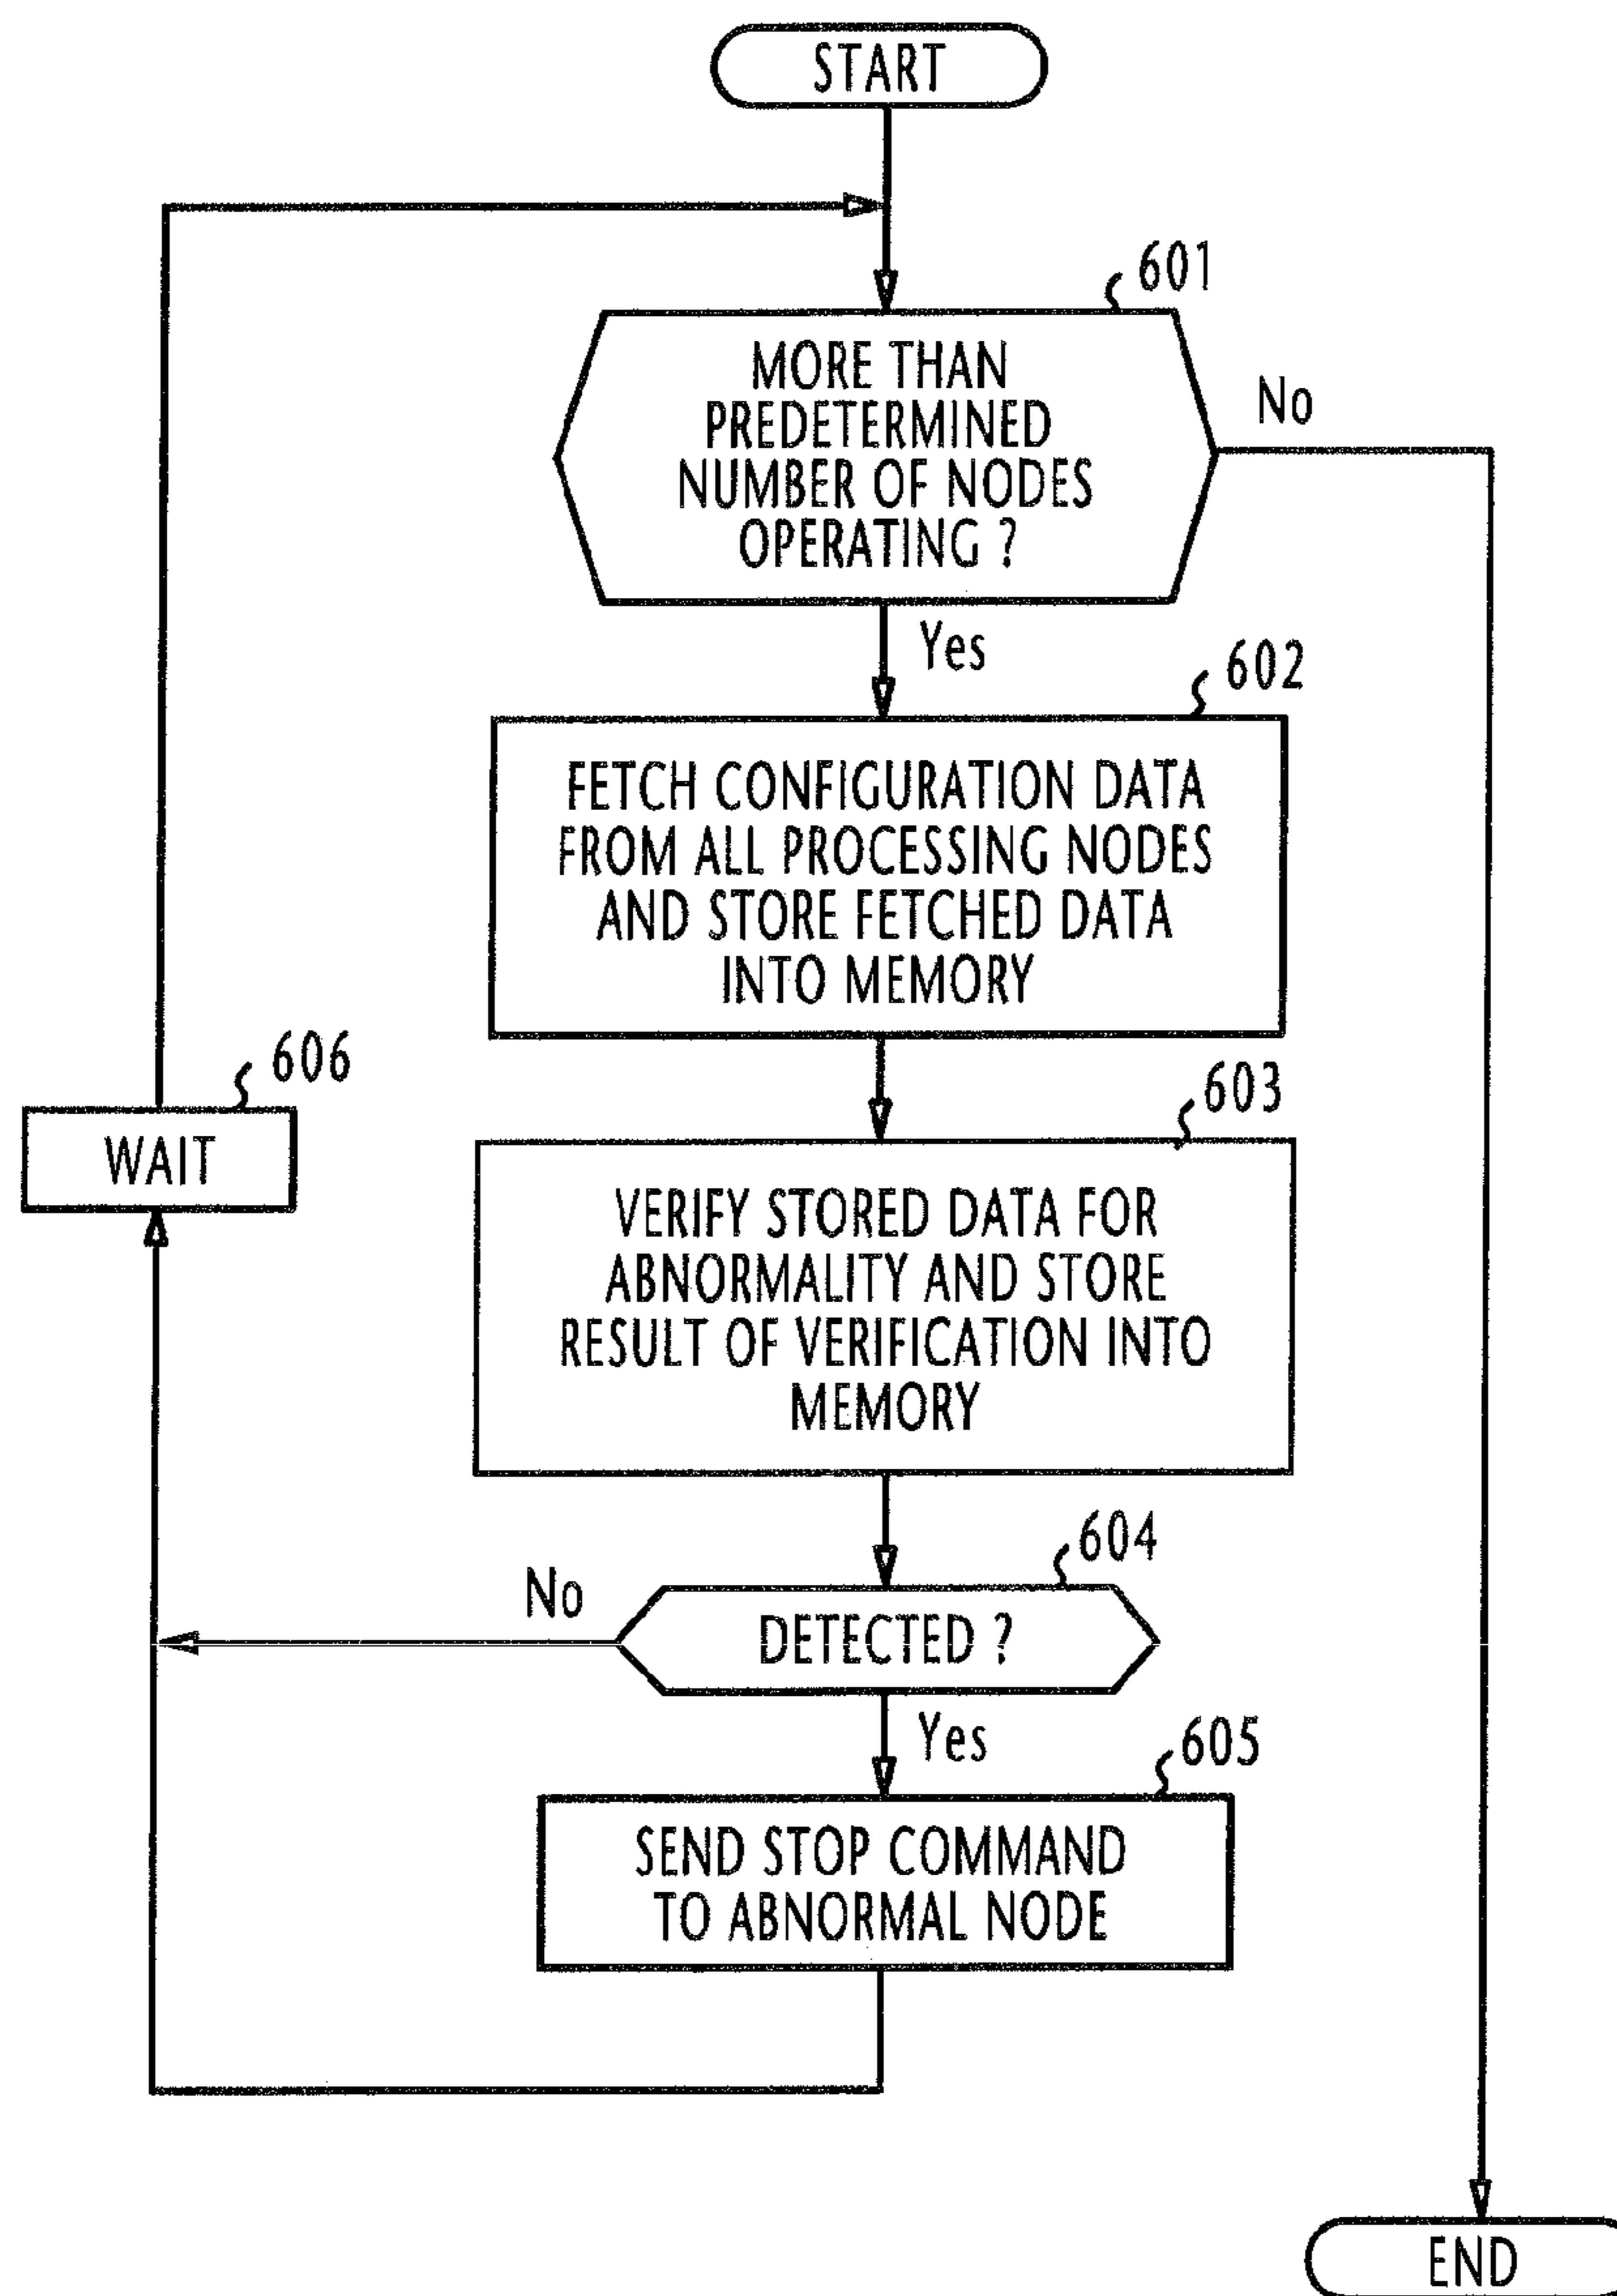 START
601
MORE THAN
PREDETERMINED
NUMBER OF NODES
OPERATING ?
No
Yes
602
FETCH CONFIGURATION DATA
FROM ALL PROCESSING NODES
AND STORE FETCHED DATA
INTO MEMORY
606
WAIT
603
VERIFY STORED DATA FOR
ABNORMALITY AND STORE
RESULT OF VERIFICATION INTO
MEMORY
604
No
DETECTED ?
Yes
605
SEND STOP COMMAND
TO ABNORMAL NODE
END